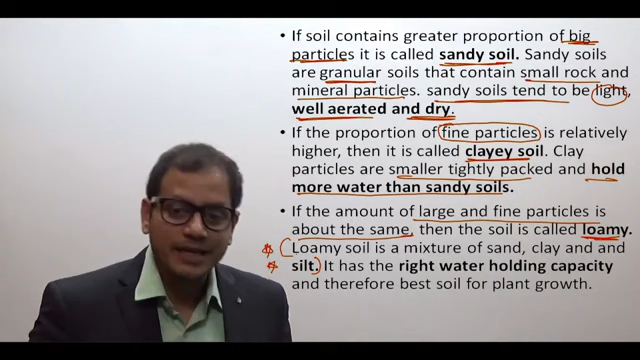 • If soil contains greater proportion of big
particles it is called sandy soil. Sandy soils
are granular soils that contain small rock and
mineral particles. sandy soils tend to be light,
well aerated and dry.
• If the proportion of fine particles is relatively
higher, then it is called clayey soil. Clay
particles are smaller tightly packed and hold
more water than sandy soils.
• If the amount of large and fine particles is
about the same, then the soil is called loamy.
Loamy soil is a mixture of sand, clay and and
silt. It has the right water holding capacity
and therefore best soil for plant growth.